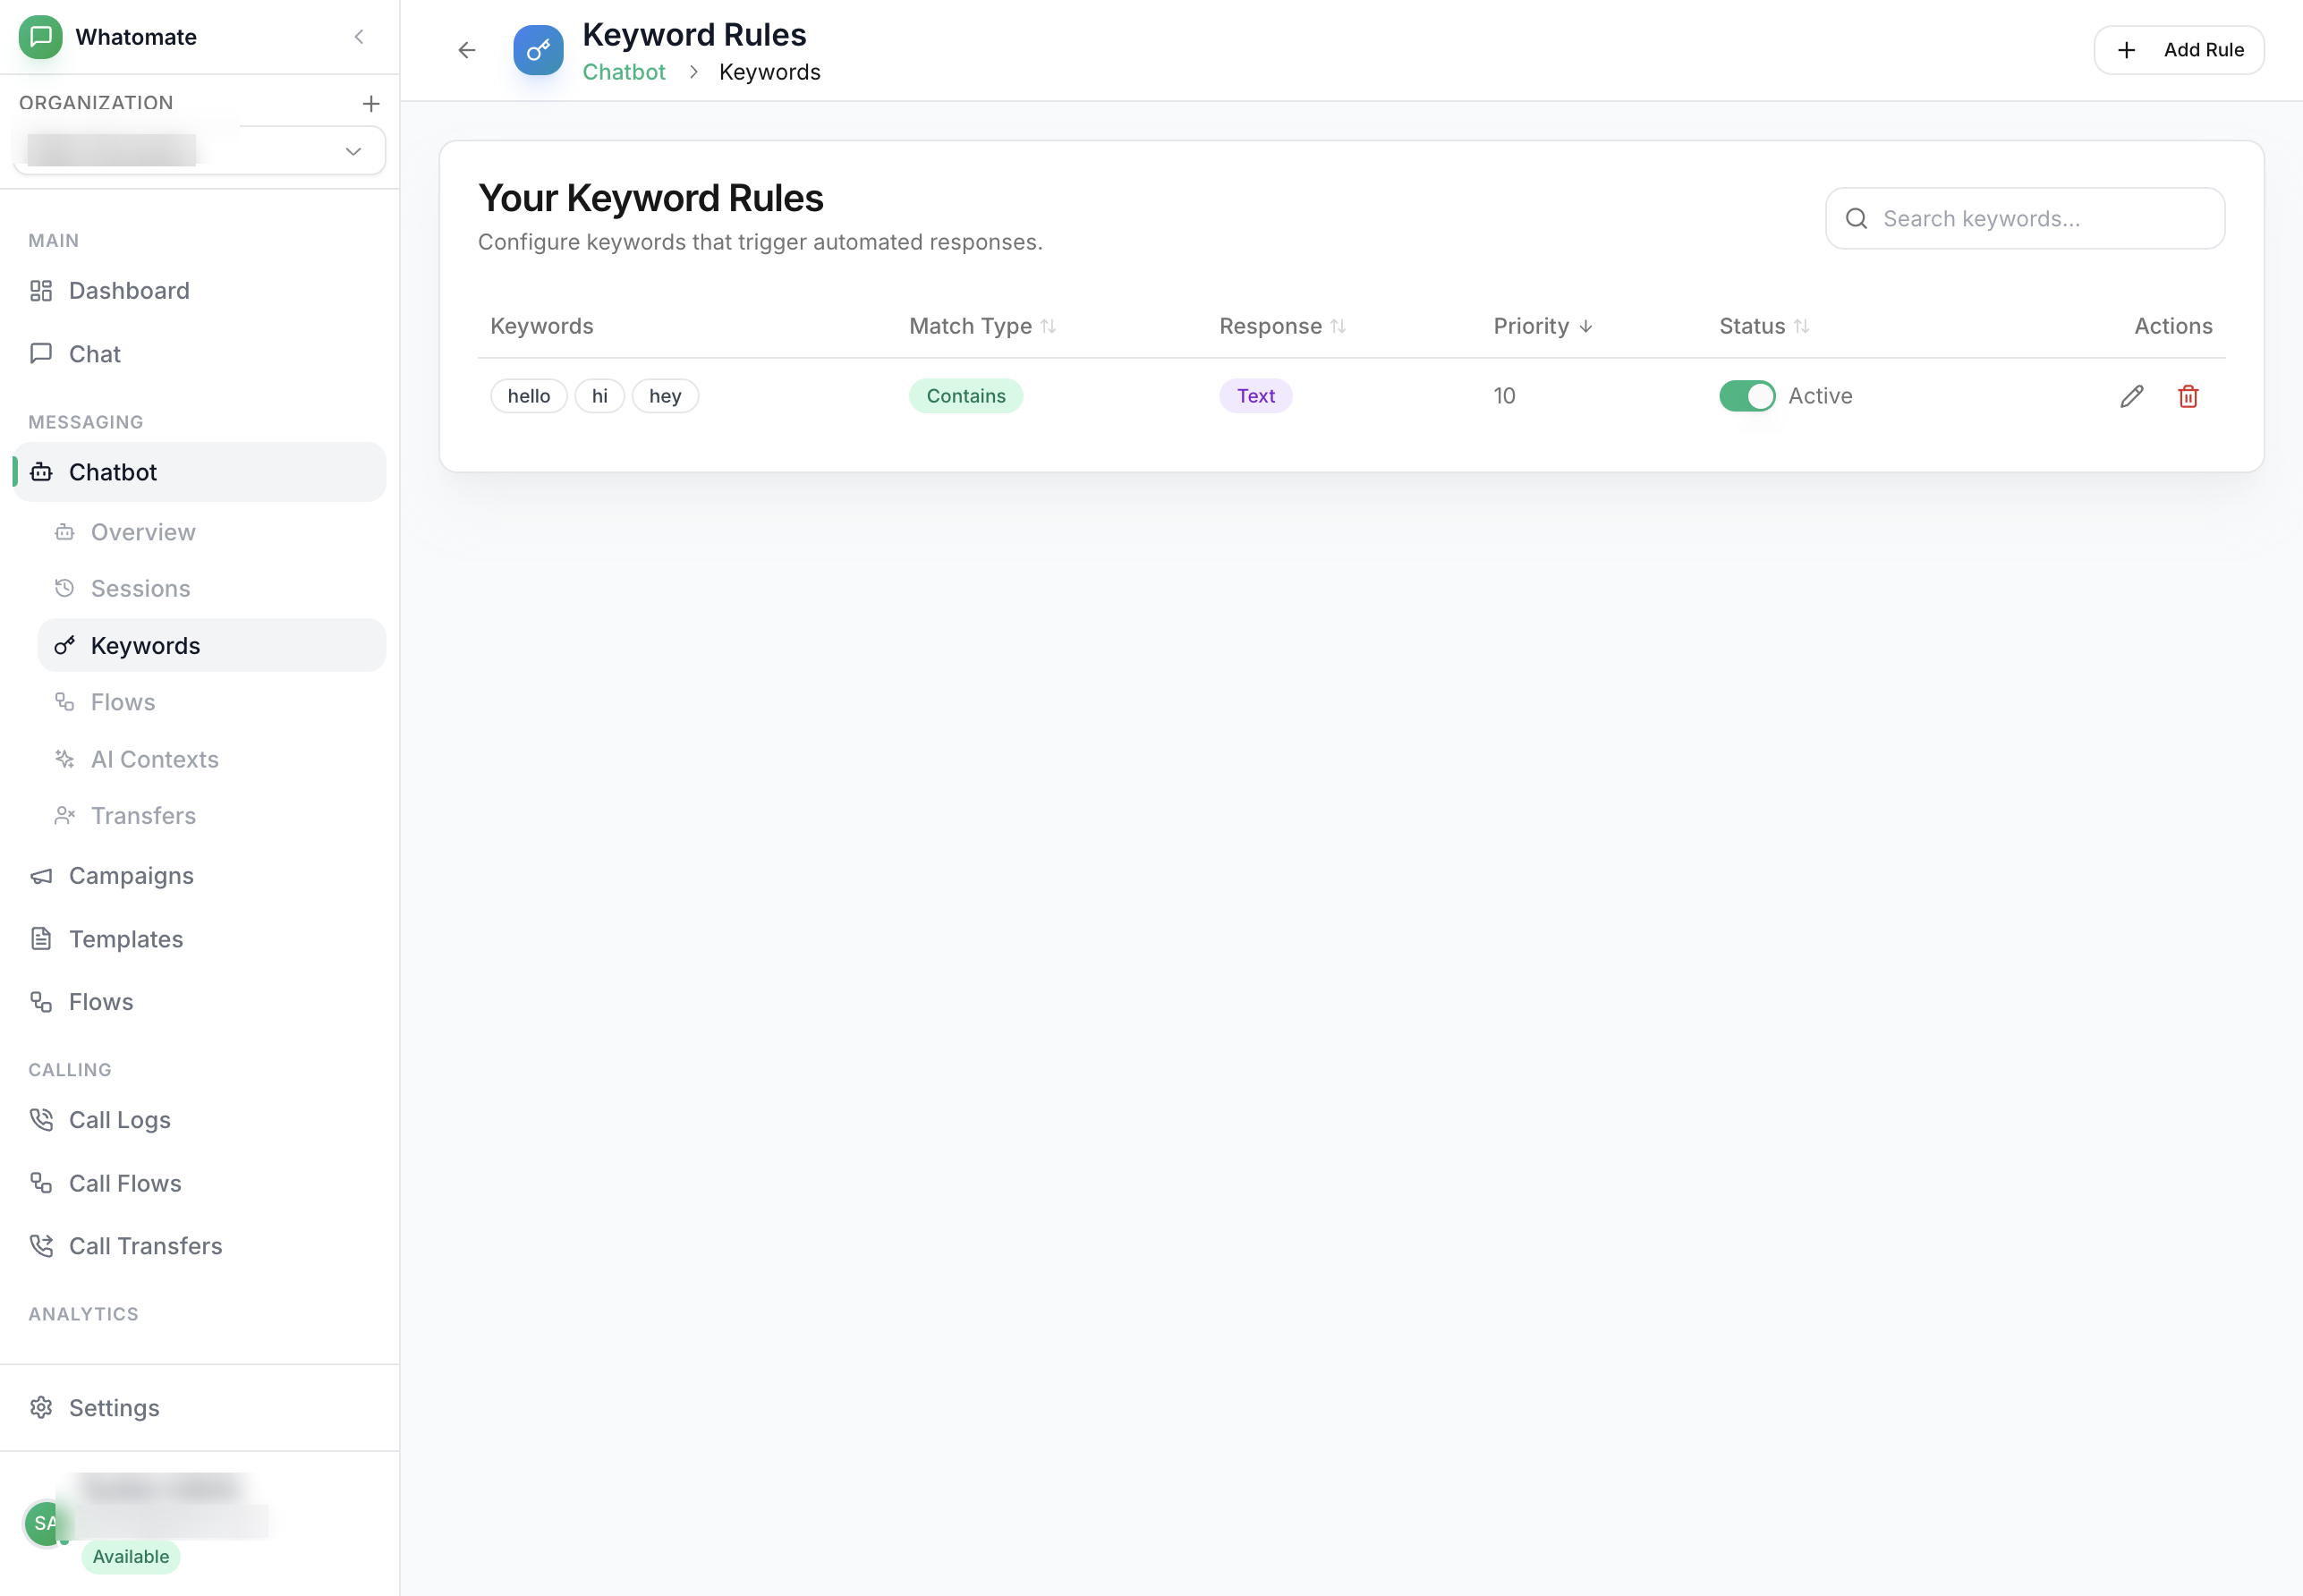 Whatomate
ORGANIZATION
MAIN
Dashboard
Chat
MESSAGING
Chatbot
Overview
Sessions
Keywords
Flows
AI Contexts
Transfers
Campaigns
Templates
Flows
CALLING
Call Logs
Call Flows
Call Transfers
ANALYTICS
Settings
SA
Available
Keyword Rules
Chatbot > Keywords
Add Rule
Your Keyword Rules
Configure keywords that trigger automated responses.
Search keywords...
Keywords Match Type Response Priority Status Actions
hello hi hey Contains Text 10 Active